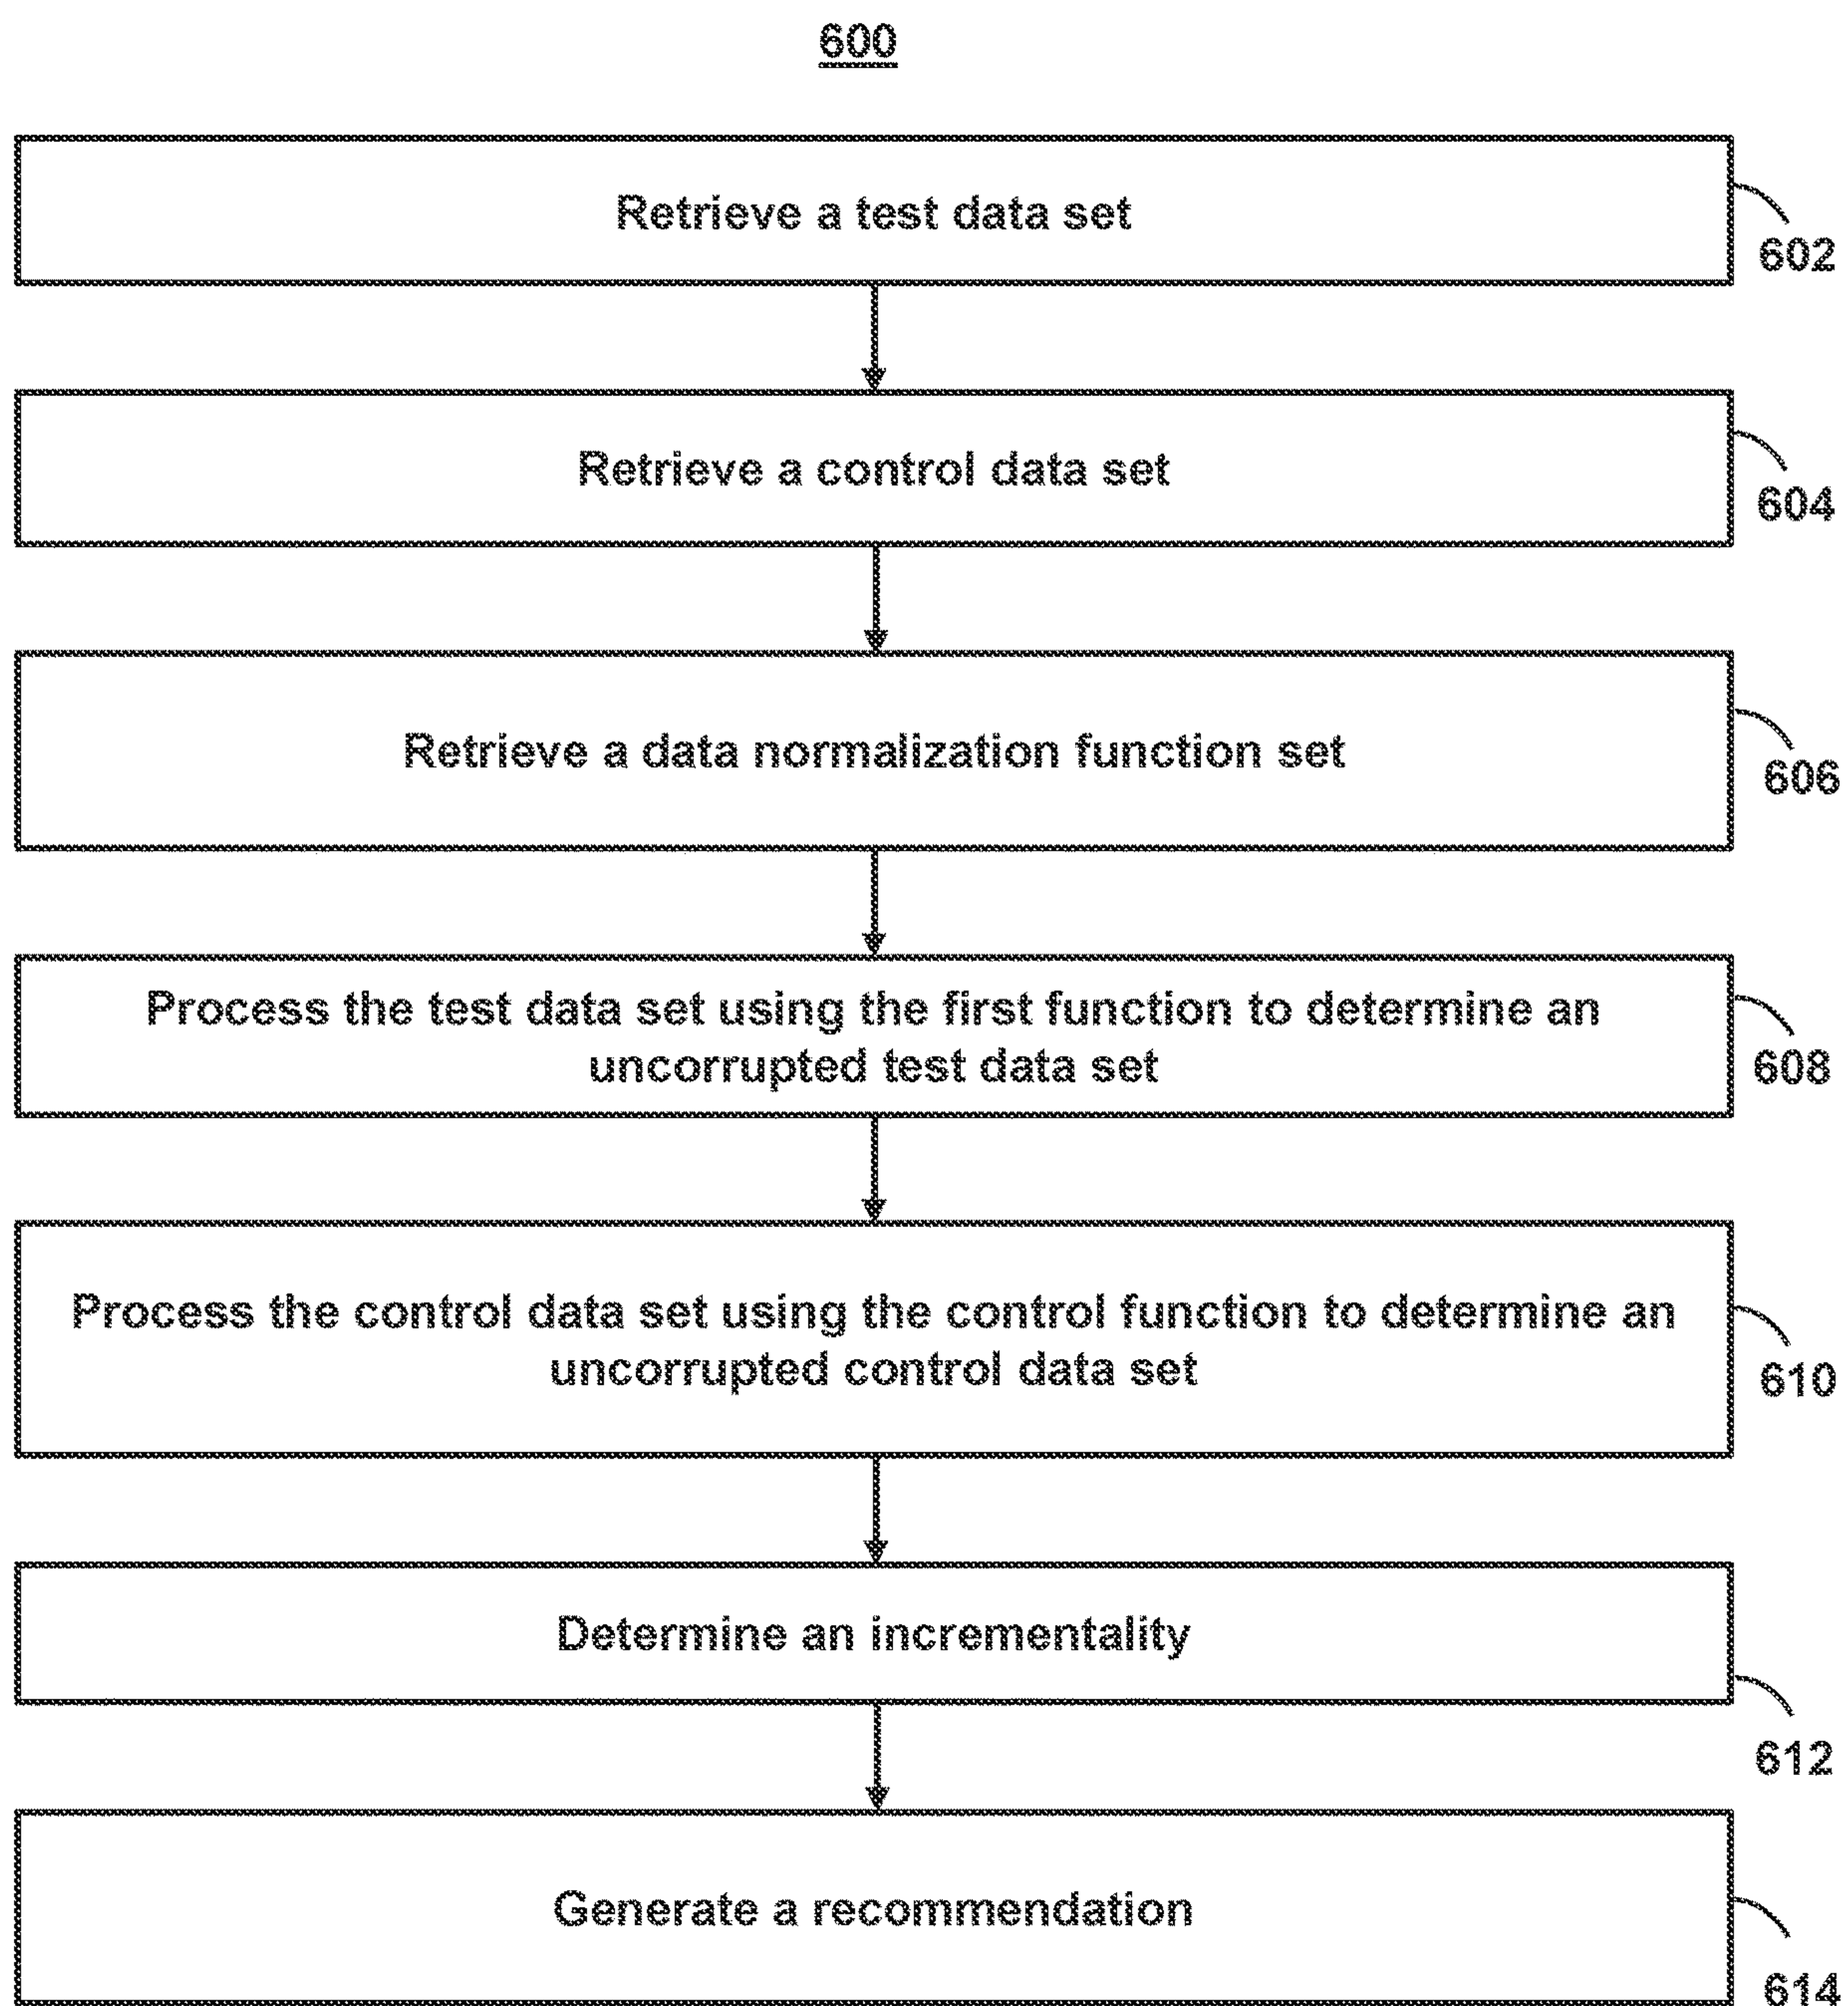 600
Retrieve a test data set
602
Retrieve a control data set
604
Retrieve a data normalization function set
606
Process the test data set using the first function to determine an
uncorrupted test data set
608
Process the control data set using the control function to determine an
uncorrupted control data set
610
Determine an incrementality
612
Generate a recommendation
614